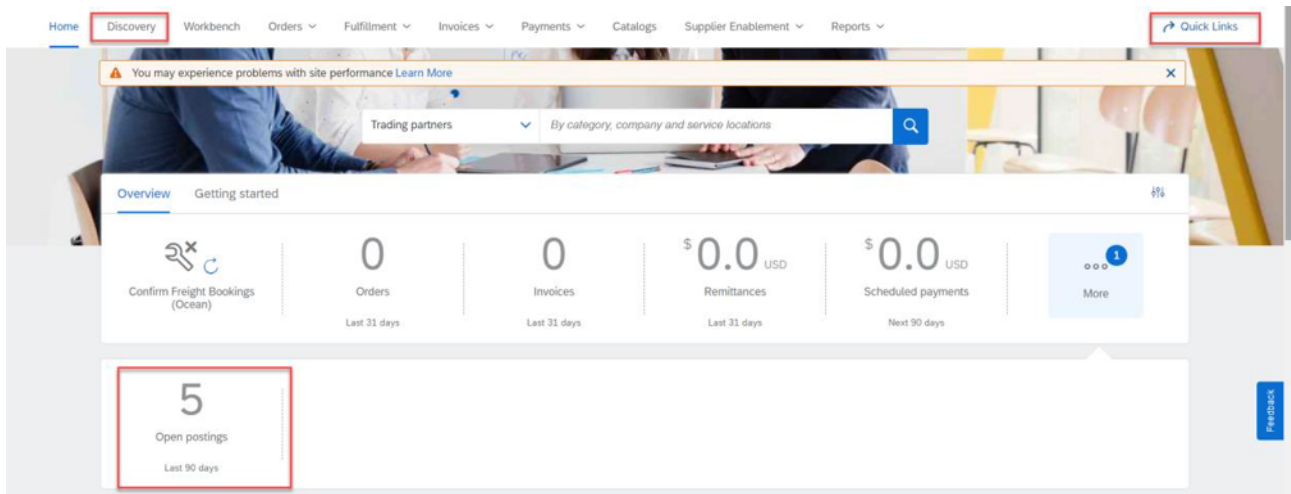 Home Discovery Workbench Orders Fulfillment Invoices Payments Catalogs Supplier Enablement Reports Quick Links
You may experience problems with site performance Learn More
Trading partners By category, company and service locations
Overview Getting started
Confirm Freight Bookings
(Ocean)
0
Orders
Last 31 days
0
Invoices
Last 31 days
$ 0.0 USD
Remittances
Last 31 days
$ 0.0 USD
Scheduled payments
Next 90 days
1
More
5
Open postings
Last 90 days
Feedback